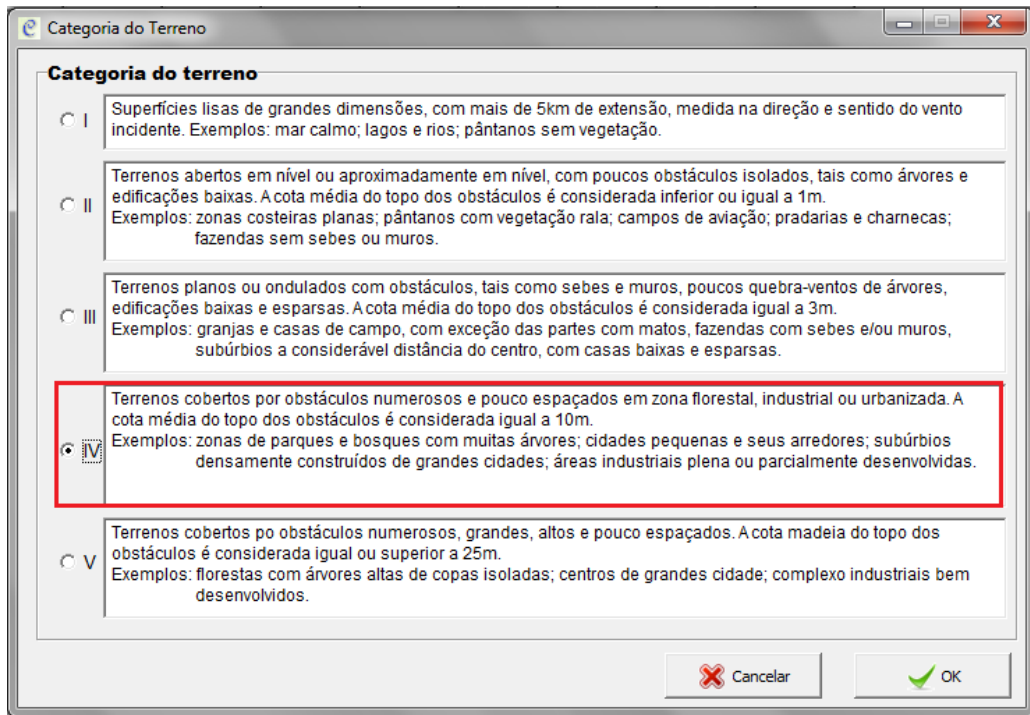 Categoria do Terreno
Categoria do terreno
I
Superfícies lisas de grandes dimensões, com mais de 5km de extensão, medida na direção e sentido do vento
incidente. Exemplos: mar calmo; lagos e rios; pântanos sem vegetação.
II
Terrenos abertos em nível ou aproximadamente em nível, com poucos obstáculos isolados, tais como árvores e
edificações baixas. A cota média do topo dos obstáculos é considerada inferior ou igual a 1m.
Exemplos: zonas costeiras planas; pântanos com vegetação rala; campos de aviação; pradarias e charnecas;
fazendas sem sebes ou muros.
III
Terrenos planos ou ondulados com obstáculos, tais como sebes e muros, poucos quebra-ventos de árvores,
edificações baixas e esparsas. A cota média do topo dos obstáculos é considerada igual a 3m.
Exemplos: granjas e casas de campo, com exceção das partes com matos, fazendas com sebes e/ou muros,
subúrbios a considerável distância do centro, com casas baixas e esparsas.
IV
Terrenos cobertos por obstáculos numerosos e pouco espaçados em zona florestal, industrial ou urbanizada. A
cota média do topo dos obstáculos é considerada igual a 10m.
Exemplos: zonas de parques e bosques com muitas árvores; cidades pequenas e seus arredores; subúrbios
densamente construídos de grandes cidades; áreas industriais plena ou parcialmente desenvolvidas.
V
Terrenos cobertos po obstáculos numerosos, grandes, altos e pouco espaçados. A cota madeia do topo dos
obstáculos é considerada igual ou superior a 25m.
Exemplos: florestas com árvores altas de copas isoladas; centros de grandes cidade; complexo industriais bem
desenvolvidos.
Cancelar
OK